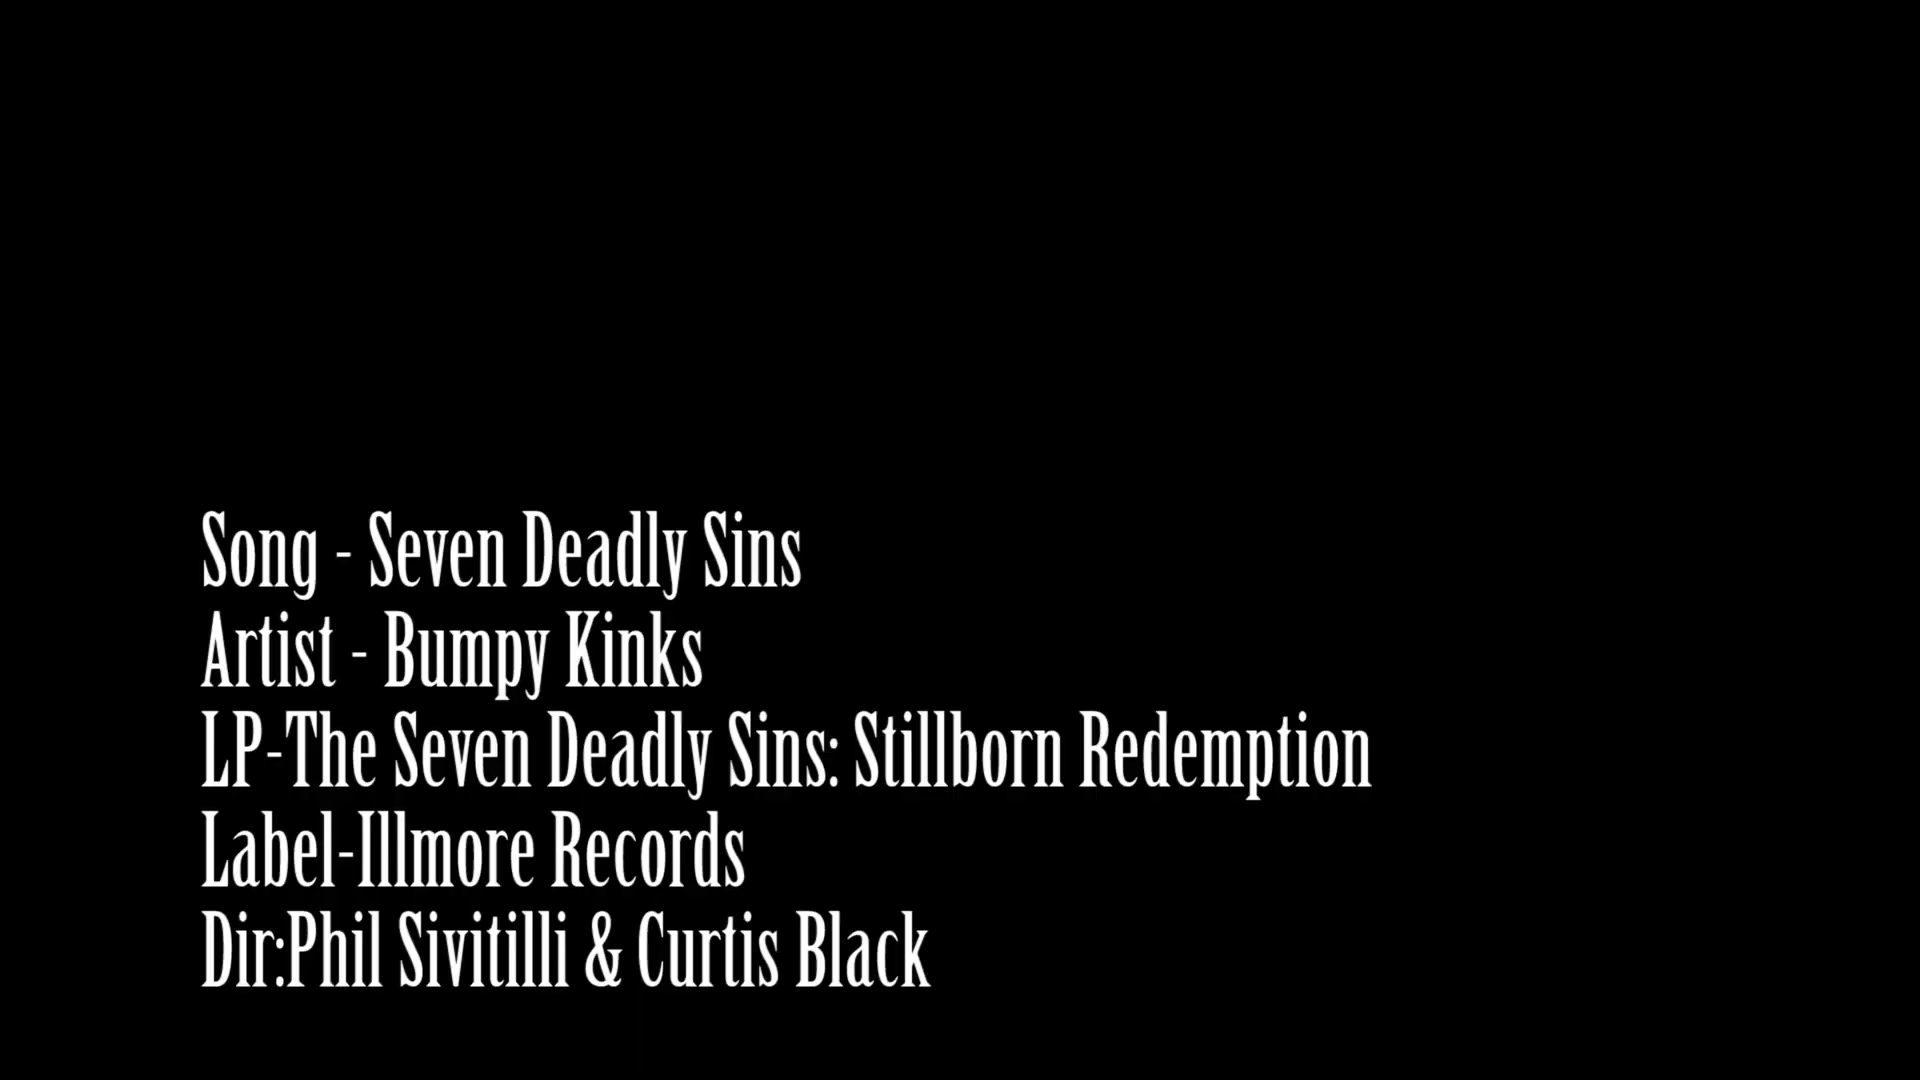 Song - Seven Deadly Sins
Artist - Bumpy Kinks
LP-The Seven Deadly Sins: Stillborn Redemption
Label-Illmore Records
Dir:Phil Sivitilli & Curtis Black